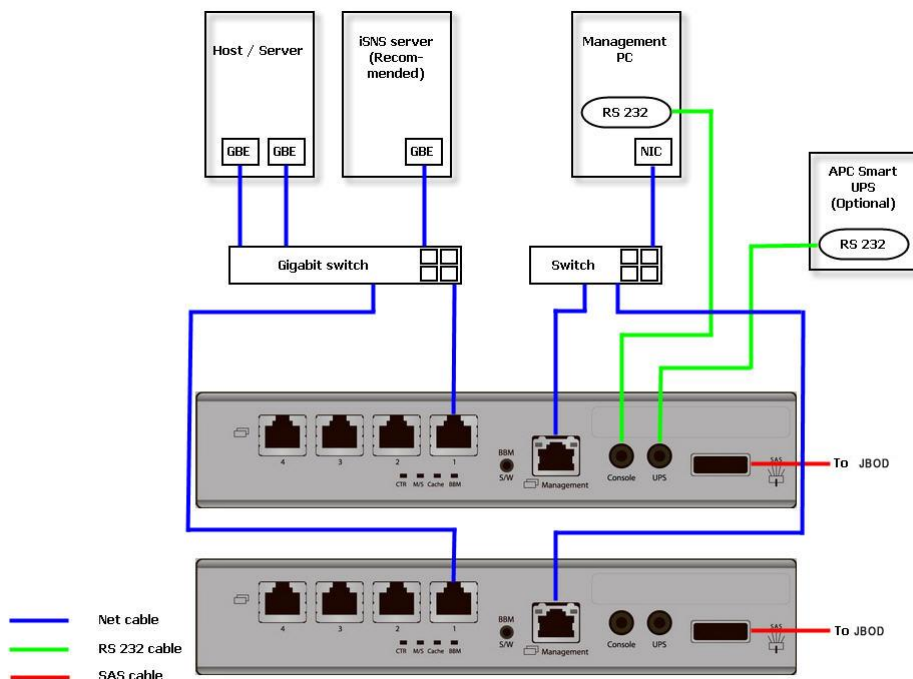 Host / Server
GBE
GBE
iSNS server
(Recom-
mended)
GBE
Management
PC
RS 232
NIC
APC Smart
UPS
(Optional)
RS 232
Gigabit switch
Switch
4
3
2
1
CTR M/S Cache BBM
BBM
S/W
Management
Console
UPS
SAS
To JBOD
4
3
2
1
CTR M/S Cache BBM
BBM
S/W
Management
Console
UPS
SAS
To JBOD
Net cable
RS 232 cable
SAS cable